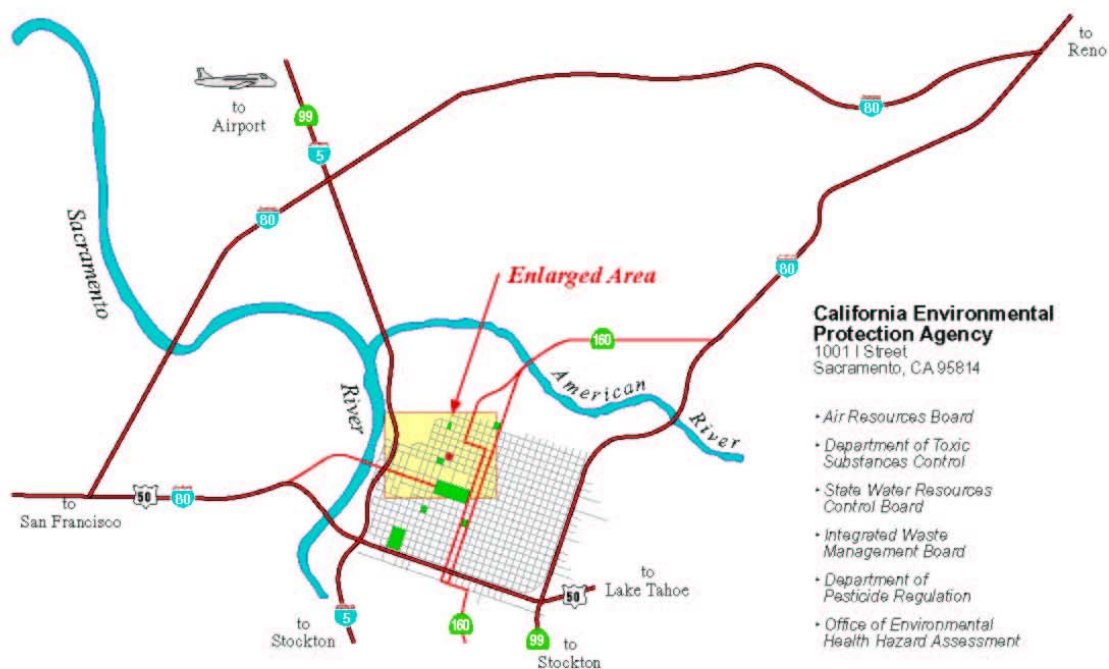 to
Reno
to
Airport
99
5
80
80
80
Sacramento
River
Enlarged Area
160
American
River
California Environmental
Protection Agency
1001 I Street
Sacramento, CA 95814
• Air Resources Board
• Department of Toxic
Substances Control
• State Water Resources
Control Board
• Integrated Waste
Management Board
• Department of
Pesticide Regulation
• Office of Environmental
Health Hazard Assessment
to
San Francisco
50
80
to
Lake Tahoe
50
to
Stockton
5
160
99
to
Stockton